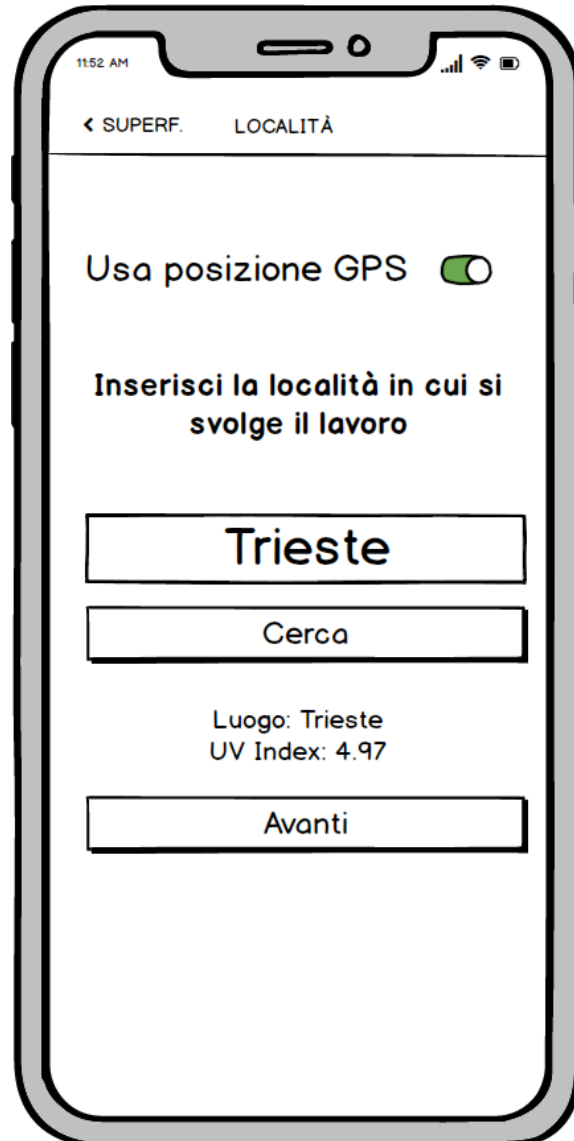 11:52 AM
< SUPERF. LOCALITÀ
Usa posizione GPS
Inserisci la località in cui si
svolge il lavoro
Trieste
Cerca
Luogo: Trieste
UV Index: 4.97
Avanti